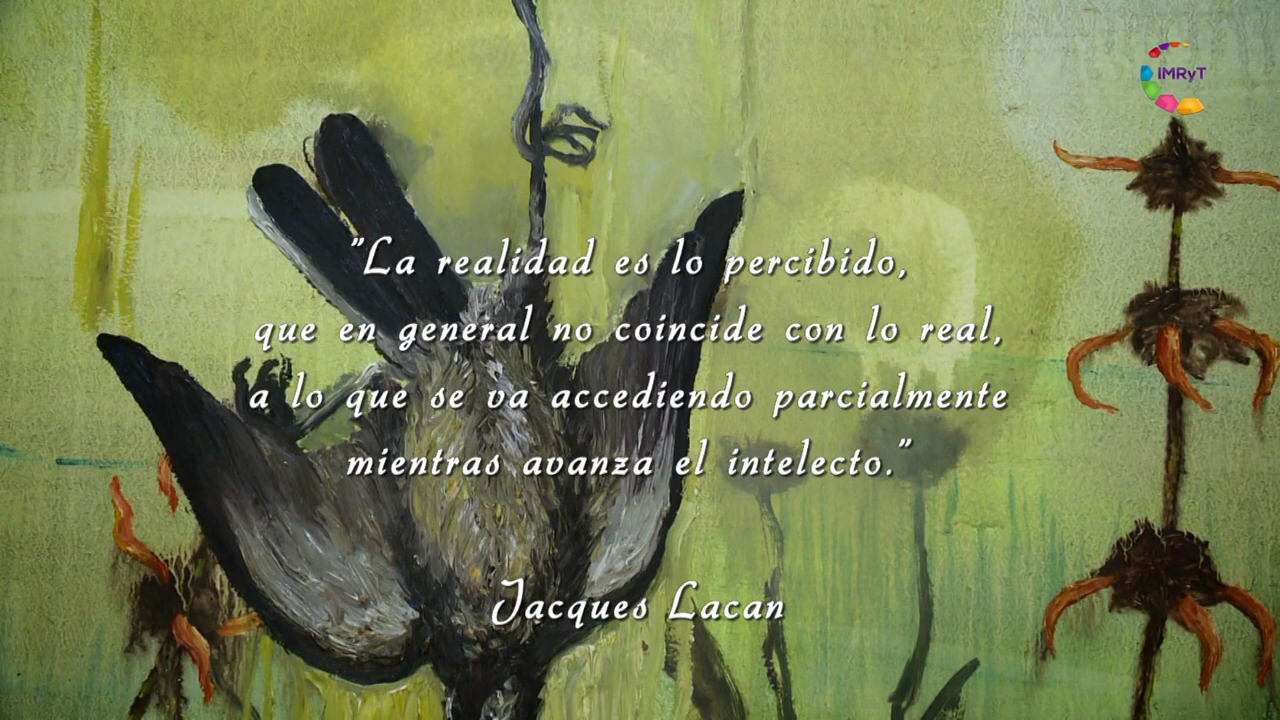 IMRyT
"La realidad es lo percibido,
que en general no coincide con lo real,
a lo que se va accediendo parcialmente
mientras avanza el intelecto."
Jacques Lacan